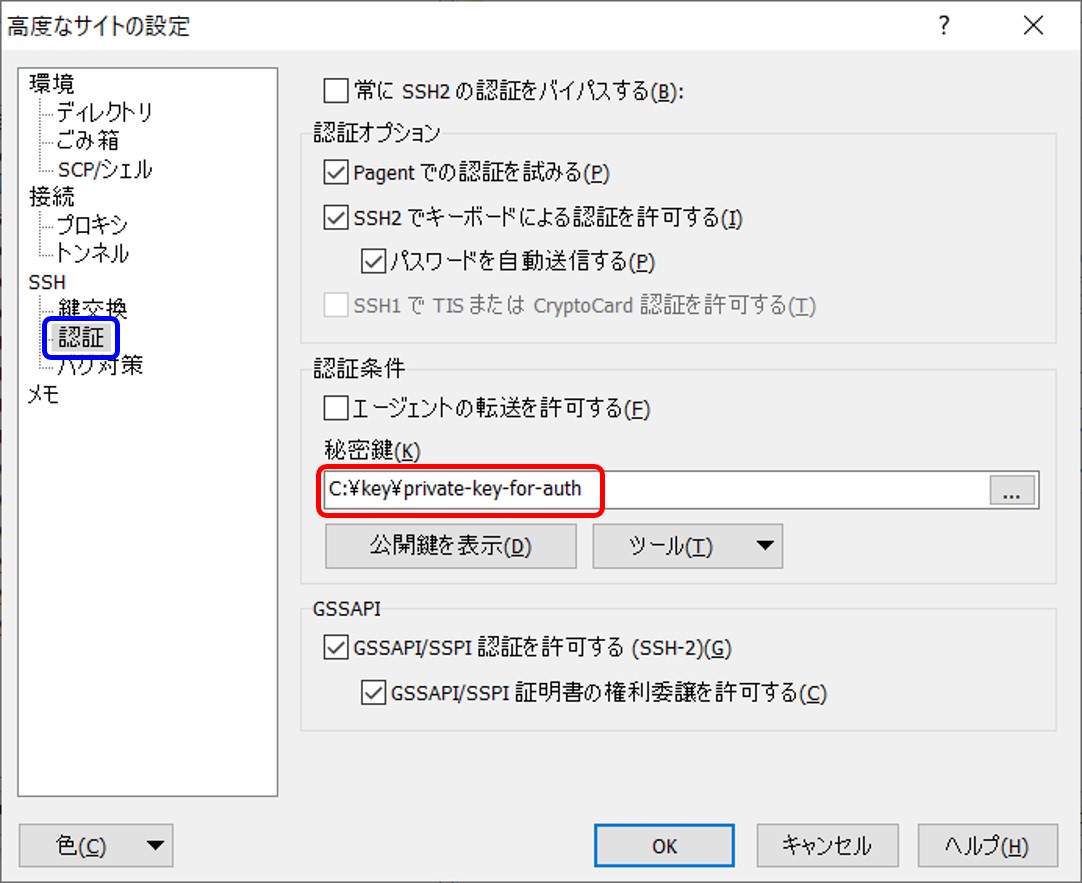 高度なサイトの設定
?
環境
ディレクトリ
ごみ箱
SCP/シェル
接続
プロキシ
トンネル
SSH
鍵交換
認証
バグ対策
メモ
常に SSH2 の認証をバイパスする(B):
認証オプション
Pagent での認証を試みる(P)
SSH2 でキーボードによる認証を許可する(I)
パスワードを自動送信する(P)
SSH1 で TIS または CryptoCard 認証を許可する(T)
認証条件
エージェントの転送を許可する(F)
秘密鍵(K)
C:¥key¥private-key-for-auth
...
公開鍵を表示(D)
ツール(T)
GSSAPI
GSSAPI/SSPI 認証を許可する (SSH-2)(G)
GSSAPI/SSPI 証明書の権利委譲を許可する(C)
色(C)
OK
キャンセル
ヘルプ(H)